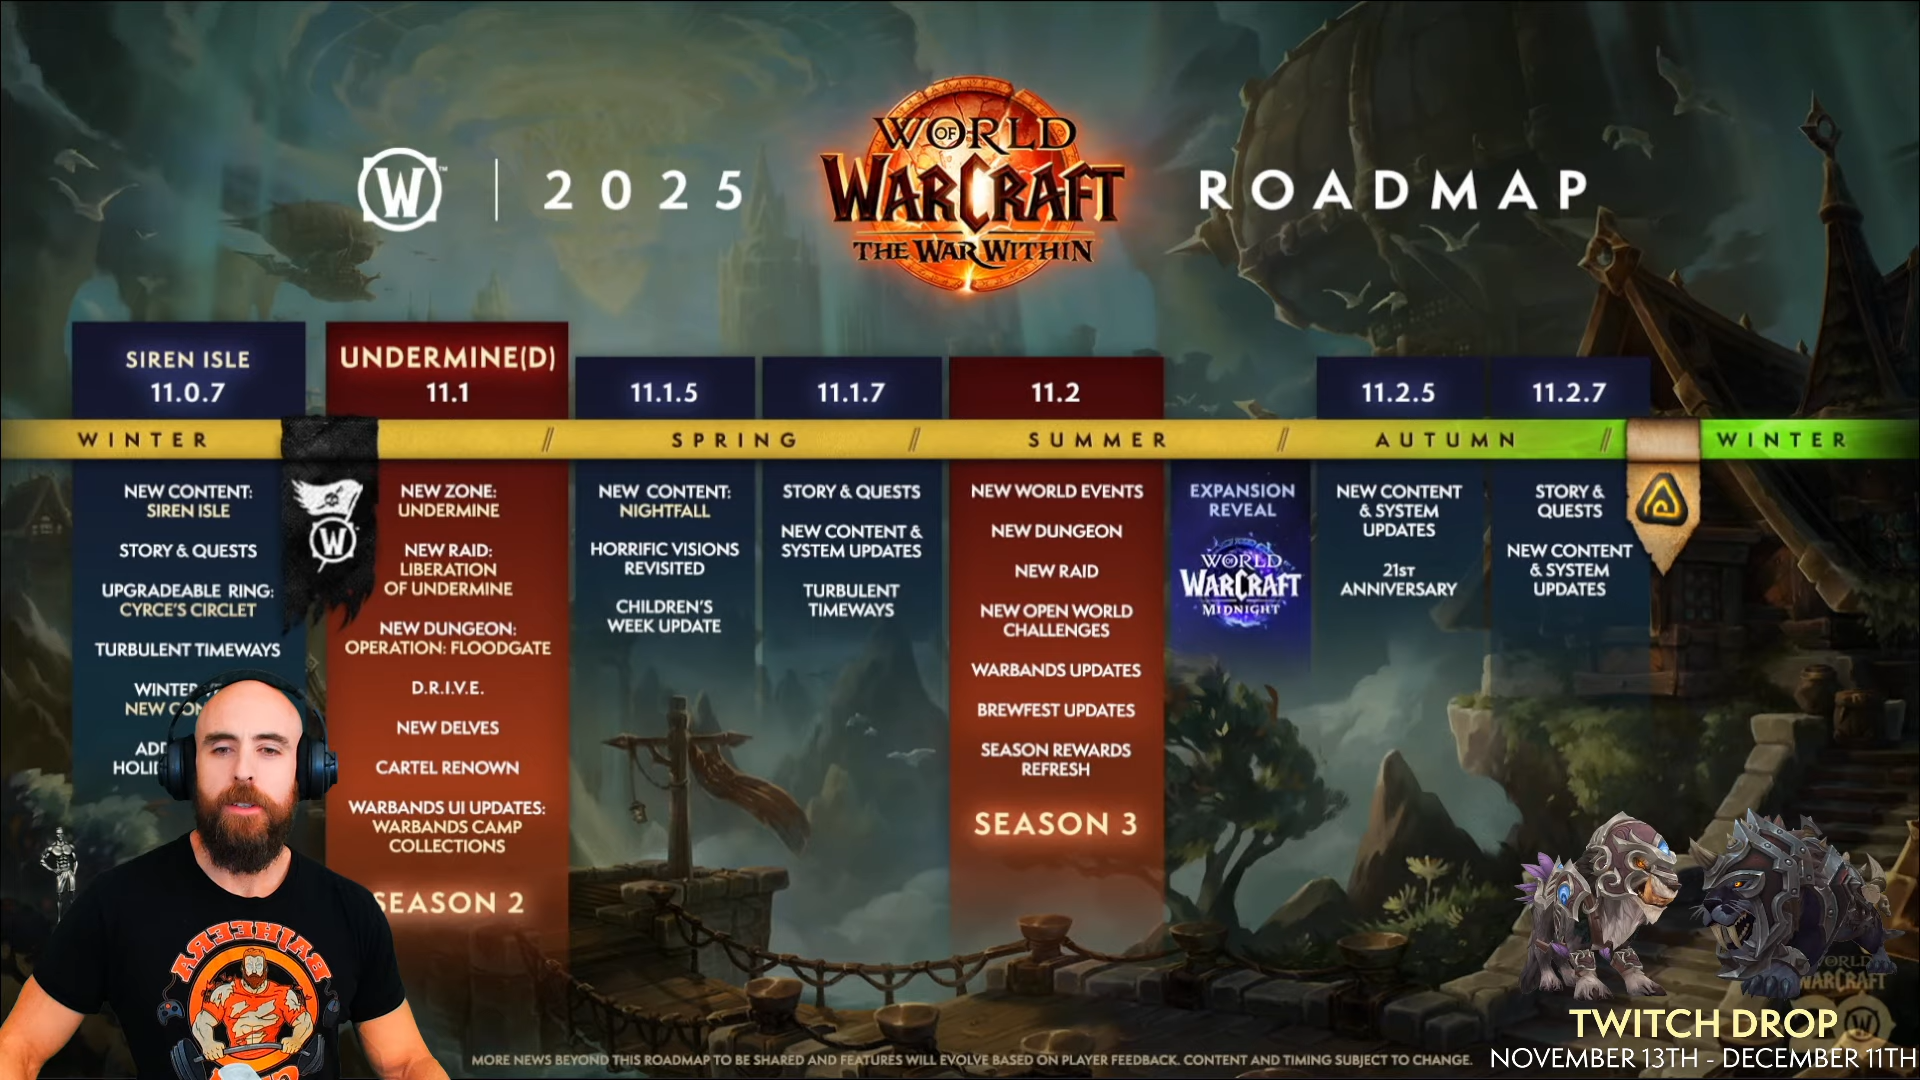 W
2025
WORLD
OF
WARCRAFT
THE WAR WITHIN
ROADMAP
SIREN ISLE
11.0.7
UNDERMINE(D)
11.1
11.1.5
11.1.7
11.2
11.2.5
11.2.7
WINTER // SPRING // SUMMER // AUTUMN // WINTER
NEW CONTENT:
SIREN ISLE
STORY & QUESTS
UPGRADEABLE RING:
CYRCE'S CIRCLET
TURBULENT TIMEWAYS
WINTER
NEW
W
NEW ZONE:
UNDERMINE
NEW RAID:
LIBERATION
OF UNDERMINE
NEW DUNGEON:
OPERATION: FLOODGATE
D.R.I.V.E.
NEW DELVES
CARTEL RENOWN
WARBANDS UI UPDATES:
WARBANDS CAMP
COLLECTIONS
SEASON 2
NEW CONTENT:
NIGHTFALL
HORRIFIC VISIONS
REVISITED
CHILDREN'S
WEEK UPDATE
STORY & QUESTS
NEW CONTENT &
SYSTEM UPDATES
TURBULENT
TIMEWAYS
NEW WORLD EVENTS
NEW DUNGEON
NEW RAID
NEW OPEN WORLD
CHALLENGES
WARBANDS UPDATES
BREWFEST UPDATES
SEASON REWARDS
REFRESH
SEASON 3
EXPANSION
REVEAL
WORLD
WARCRAFT
MIDNIGHT
NEW CONTENT
& SYSTEM
UPDATES
21ST
ANNIVERSARY
STORY &
QUESTS
NEW CONTENT
& SYSTEM
UPDATES
BAJHEERA
WORLD
WARCRAFT
TWITCH DROP
W
NOVEMBER 13TH - DECEMBER 11TH
MORE NEWS BEYOND THIS ROADMAP TO BE SHARED AND FEATURES WILL EVOLVE BASED ON PLAYER FEEDBACK. CONTENT AND TIMING SUBJECT TO CHANGE.